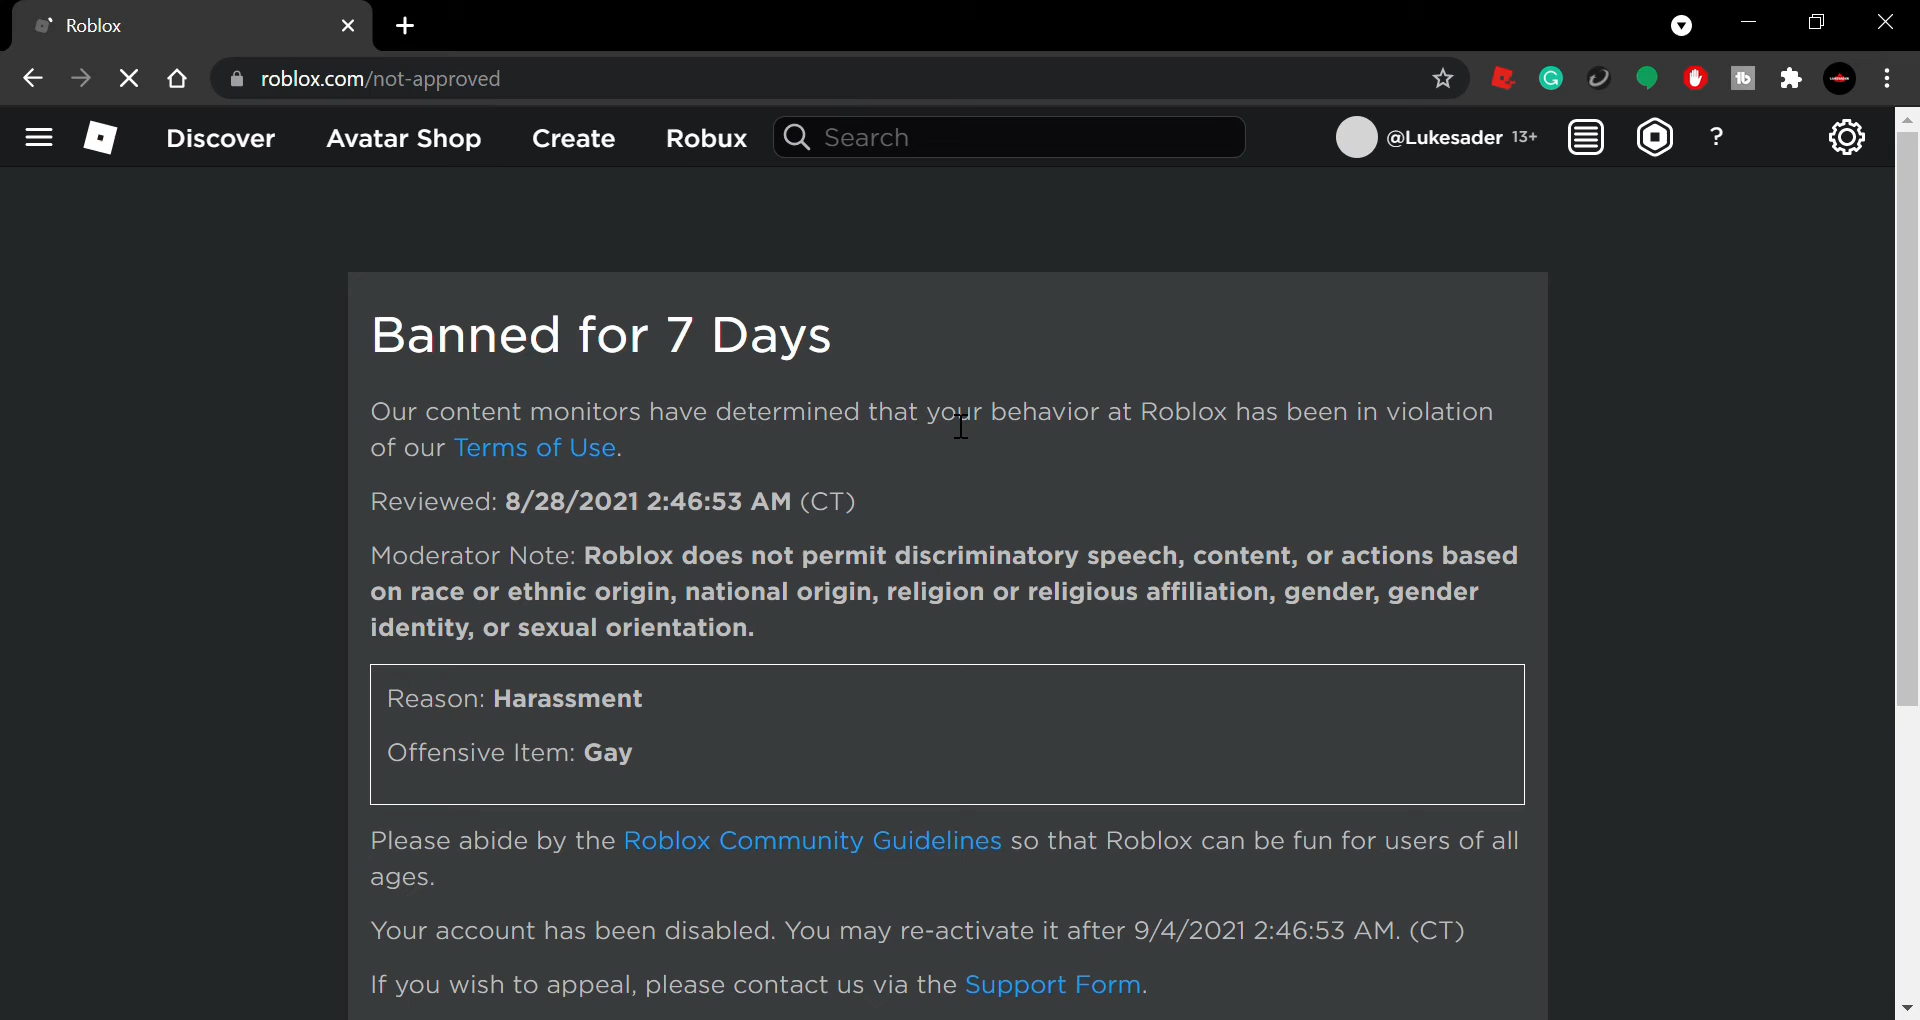 Roblox
roblox.com/not-approved
Discover Avatar Shop Create Robux Search @Lukesader 13+ ?
Banned for 7 Days
Our content monitors have determined that your behavior at Roblox has been in violation
of our Terms of Use.
Reviewed: 8/28/2021 2:46:53 AM (CT)
Moderator Note: Roblox does not permit discriminatory speech, content, or actions based
on race or ethnic origin, national origin, religion or religious affiliation, gender, gender
identity, or sexual orientation.
Reason: Harassment
Offensive Item: Gay
Please abide by the Roblox Community Guidelines so that Roblox can be fun for users of all
ages.
Your account has been disabled. You may re-activate it after 9/4/2021 2:46:53 AM. (CT)
If you wish to appeal, please contact us via the Support Form.